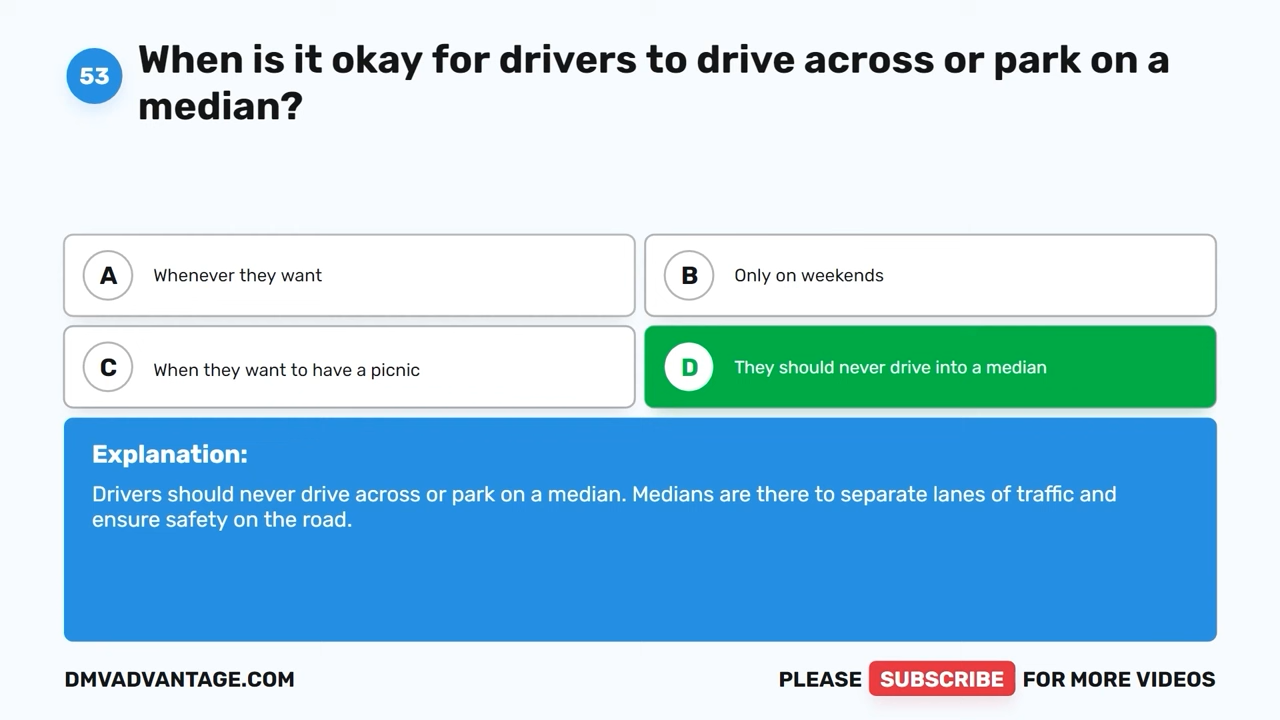 53
When is it okay for drivers to drive across or park on a
median?
A
Whenever they want
B
Only on weekends
C
When they want to have a picnic
D
They should never drive into a median
Explanation:
Drivers should never drive across or park on a median. Medians are there to separate lanes of traffic and
ensure safety on the road.
DMVADVANTAGE.COM
PLEASE SUBSCRIBE FOR MORE VIDEOS